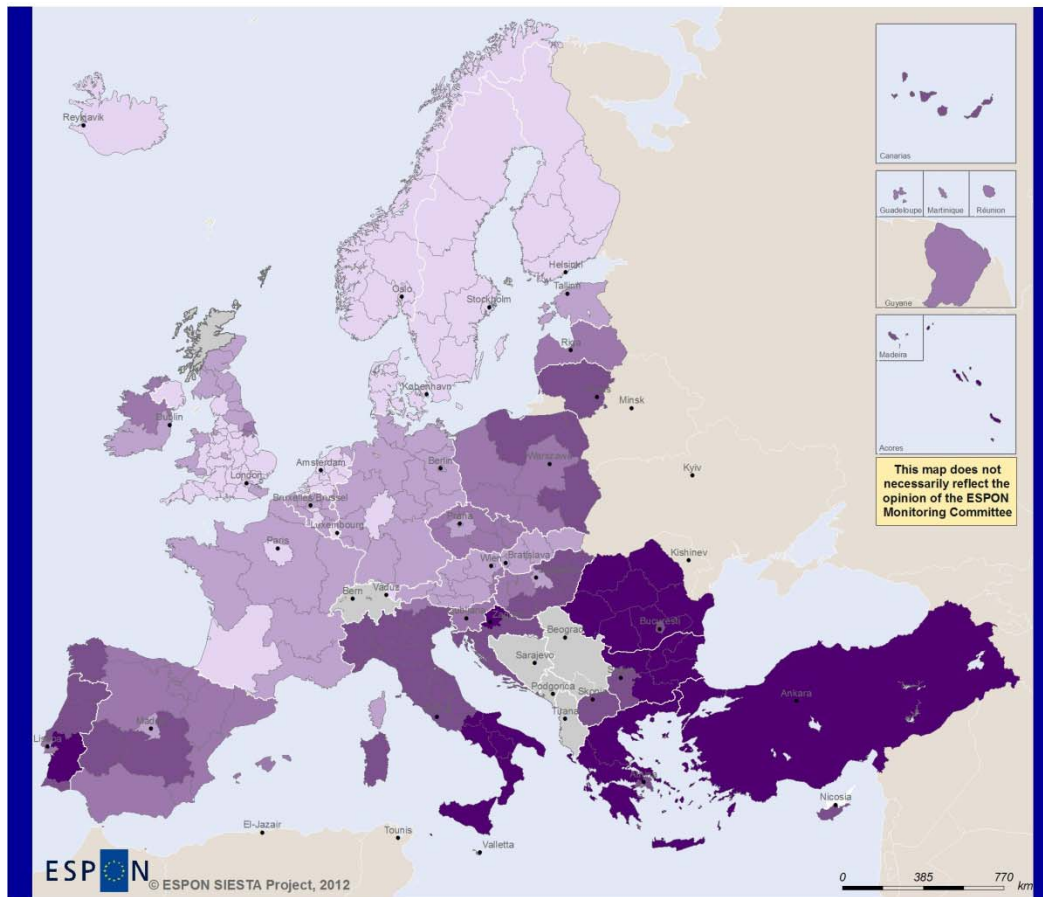 Reykjavik
Canarias
Guadeloupe
Martinique
Réunion
Guyane
Helsinki
Tallinn
Oslo
Stockholm
Riga
Madeira
København
Minsk
Dublin
Acores
Amsterdam
Berlin
Warszawa
London
Kyiv
This map does not
necessarily reflect the
opinion of the ESPON
Monitoring Committee
Bruxelles-Brussel
Praha
Luxembourg
Paris
Wien
Bratislava
Kishinev
Bern
Vaduz
Bucuresti
Beograd
Sarajevo
Podgorica
Tirana
Ankara
Nicosia
El-Jazair
Tounis
Valletta
ESPON
© ESPON SIESTA Project, 2012
0 385 770
km